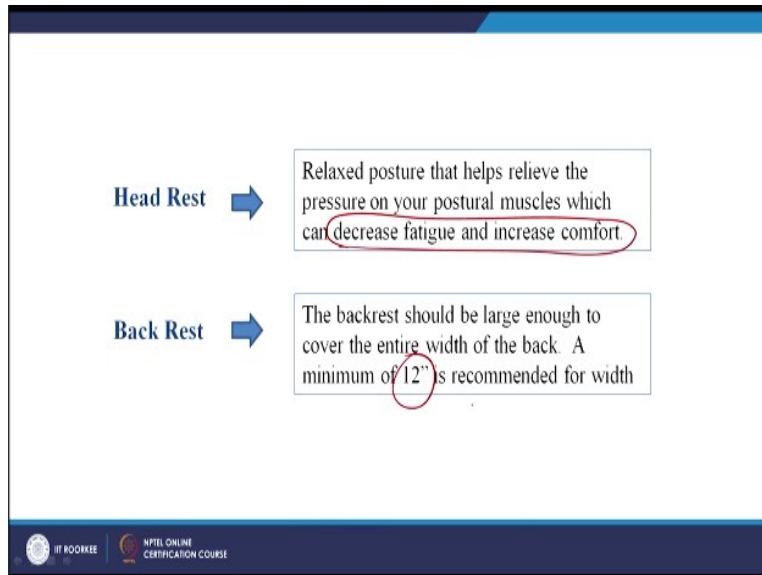 Head Rest
Relaxed posture that helps relieve the
pressure on your postural muscles which
can decrease fatigue and increase comfort.
Back Rest
The backrest should be large enough to
cover the entire width of the back. A
minimum of 12” is recommended for width
IIT ROORKEE
NPTEL ONLINE
CERTIFICATION COURSE